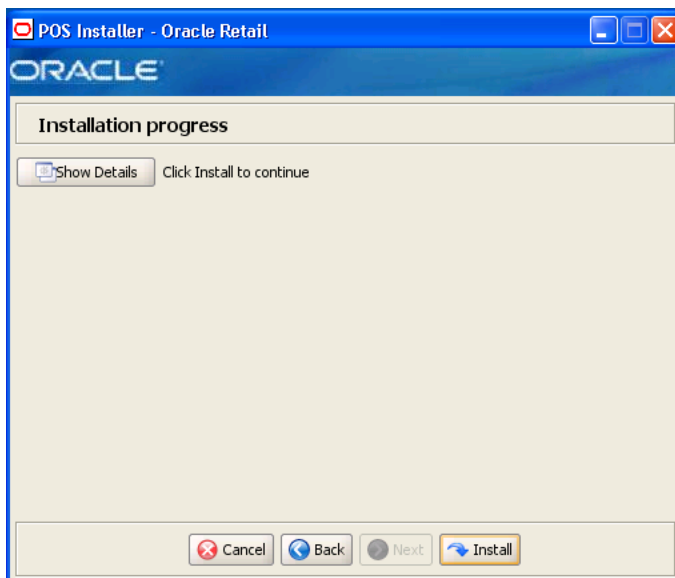 POS Installer - Oracle Retail
ORACLE
Installation progress
Show Details Click Install to continue
Cancel Back Next Install